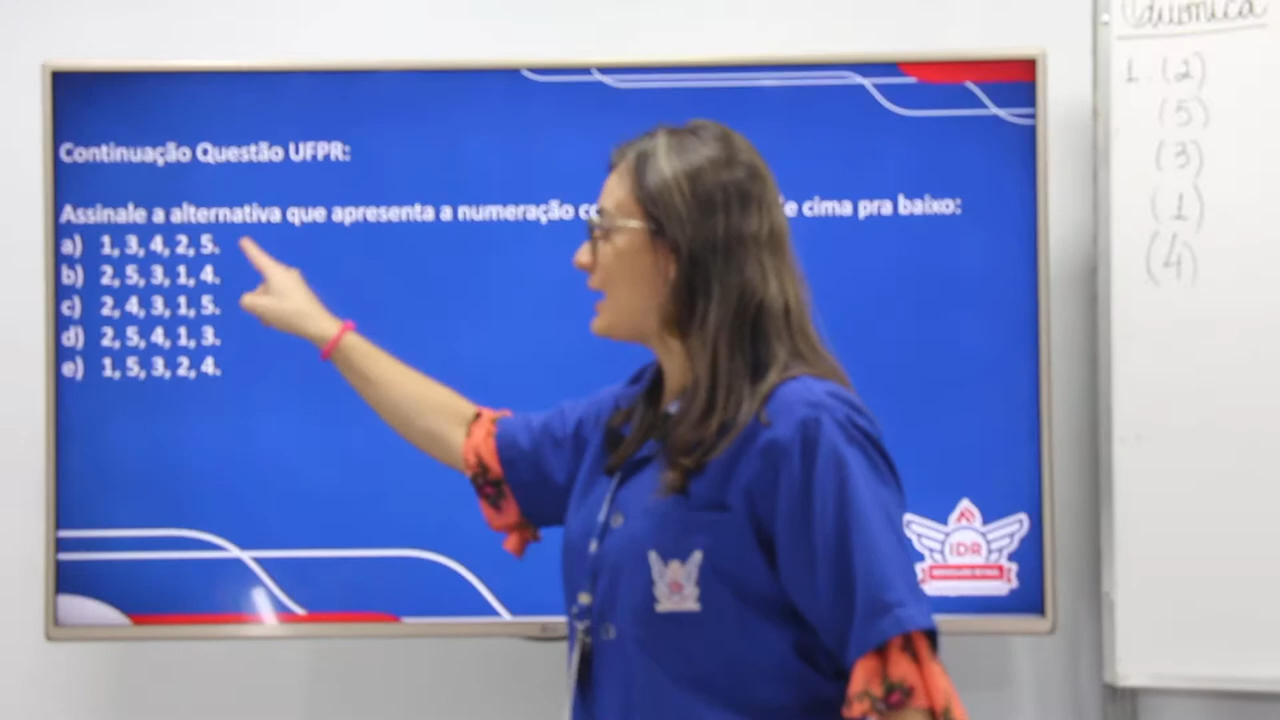 Continuação Questão UFPR:
Assinale a alternativa que apresenta a numeração cima pra baixo:
a) 1, 3, 4, 2, 5.
b) 2, 5, 3, 1, 4.
c) 2, 4, 3, 1, 5.
d) 2, 5, 4, 1, 3.
e) 1, 5, 3, 2, 4.
IDR
Química
1. (2)
(5)
(3)
(1)
(4)